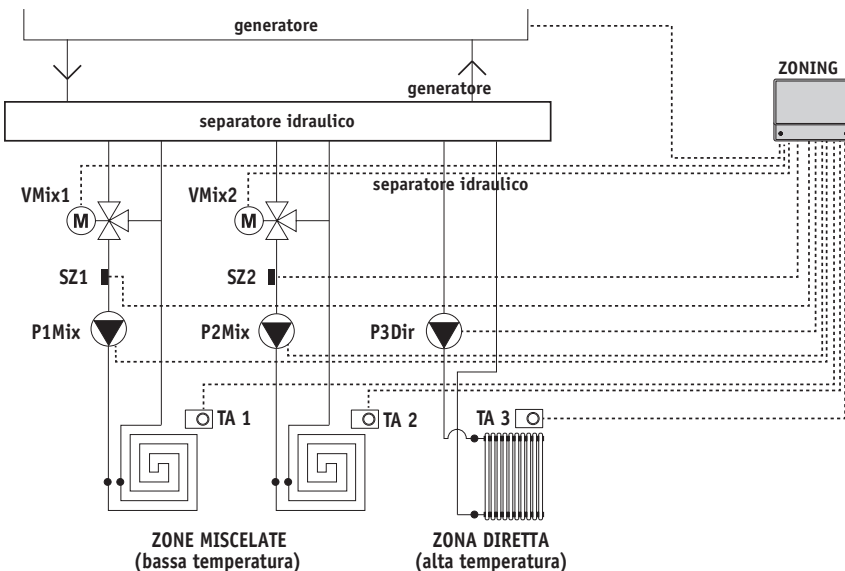 generatore
ZONING
generatore
separatore idraulico
separatore idraulico
VMix1
M
VMix2
M
SZ1
SZ2
P1Mix
P2Mix
P3Dir
TA 1
TA 2
TA 3
ZONE MISCELATE
(bassa temperatura)
ZONA DIRETTA
(alta temperatura)